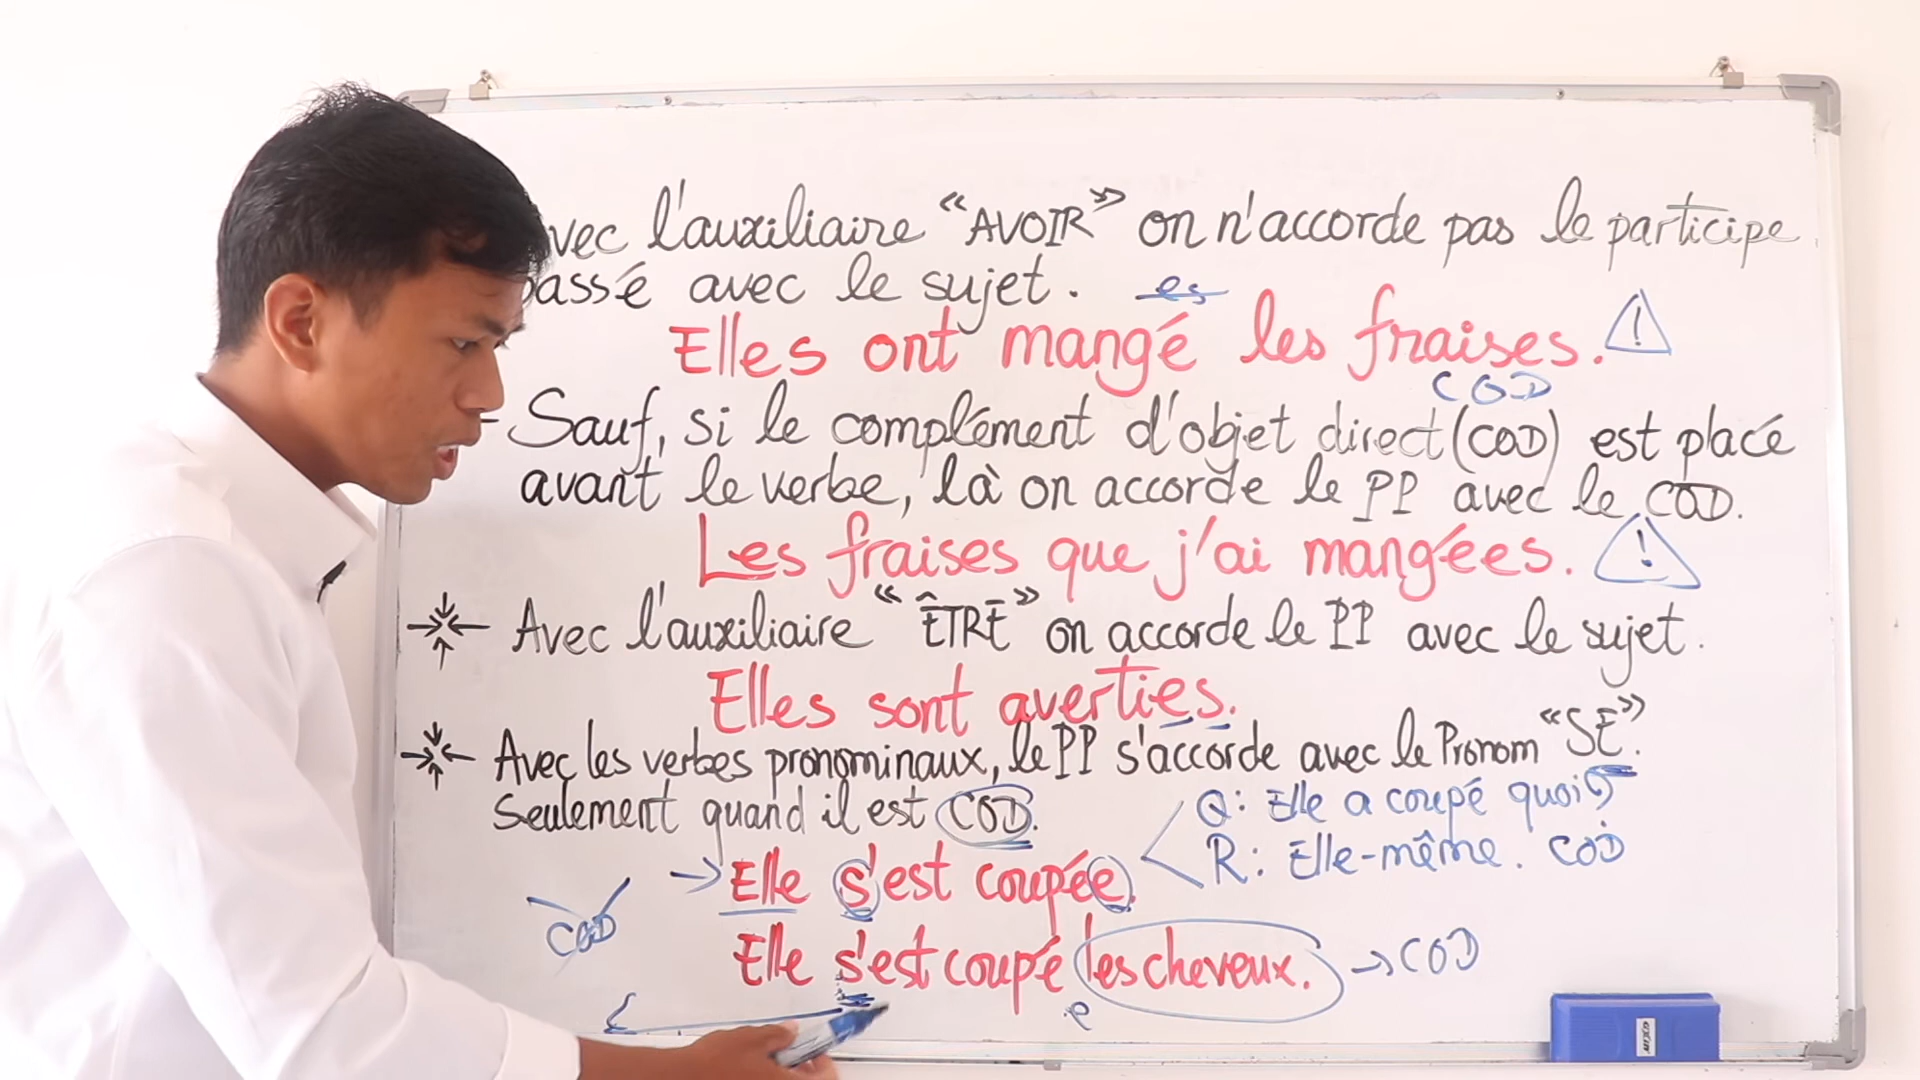 vec l'auxiliaire «AVOIR» on n'accorde pas le participe
passé avec le sujet.
es
Elles ont mangé les fraises. !
COD
Sauf, si le complément d'objet direct (COD) est placé
avant le verbe, là on accorde le PP avec le COD.
Les fraises que j'ai mangées. !
Avec l'auxiliaire «ÊTRE» on accorde le PP avec le sujet.
Elles sont averties.
Avec les verbes pronominaux, le PP s'accorde avec le Pronom «SE».
Seulement quand il est COD.
Q: Elle a coupé quoi?
R: Elle-même. COD
→ Elle s'est coupée.
COD
Elle s'est coupé les cheveux. → COD
e